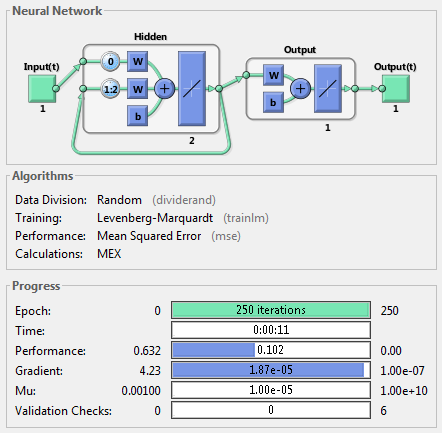 Neural Network
Hidden
Output
Input(t)
Output(t)
0
W
1:2
W
W
b
b
1
2
1
1
Algorithms
Data Division: Random (dividerand)
Training: Levenberg-Marquardt (trainlm)
Performance: Mean Squared Error (mse)
Calculations: MEX
Progress
Epoch: 0 250 iterations 250
Time: 0:00:11
Performance: 0.632 0.102 0.00
Gradient: 4.23 1.87e-05 1.00e-07
Mu: 0.00100 1.00e-05 1.00e+10
Validation Checks: 0 0 6